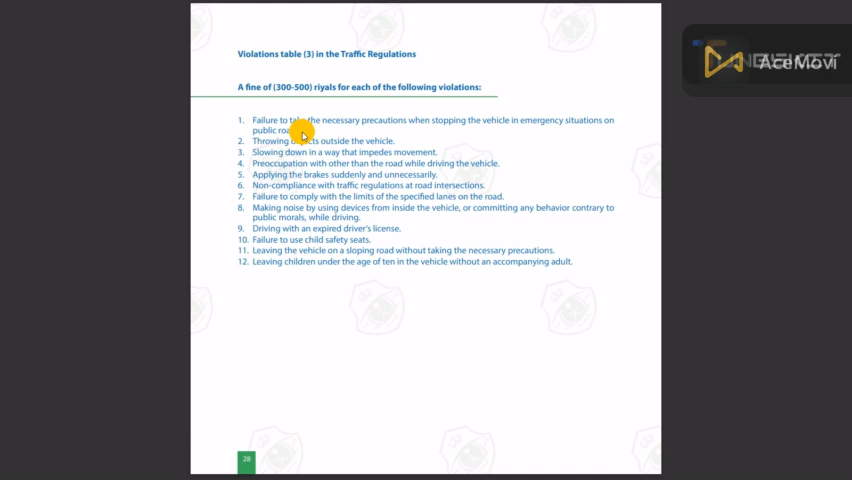 Violations table (3) in the Traffic Regulations
A fine of (300-500) riyals for each of the following violations:
1. Failure to take the necessary precautions when stopping the vehicle in emergency situations on
public
2. Throwing outside the vehicle.
3. Slowing down in a way that impedes movement.
4. Preoccupation with other than the road while driving the vehicle.
5. Applying the brakes suddenly and unnecessarily.
6. Non-compliance with traffic regulations at road intersections.
7. Failure to comply with the limits of the specified lanes on the road.
8. Making noise by using devices from inside the vehicle, or committing any behavior contrary to
public morals, while driving.
9. Driving with an expired driver's license.
10. Failure to use child safety seats.
11. Leaving the vehicle on a sloping road without taking the necessary precautions.
12. Leaving children under the age of ten in the vehicle without an accompanying adult.
28
AceMovi